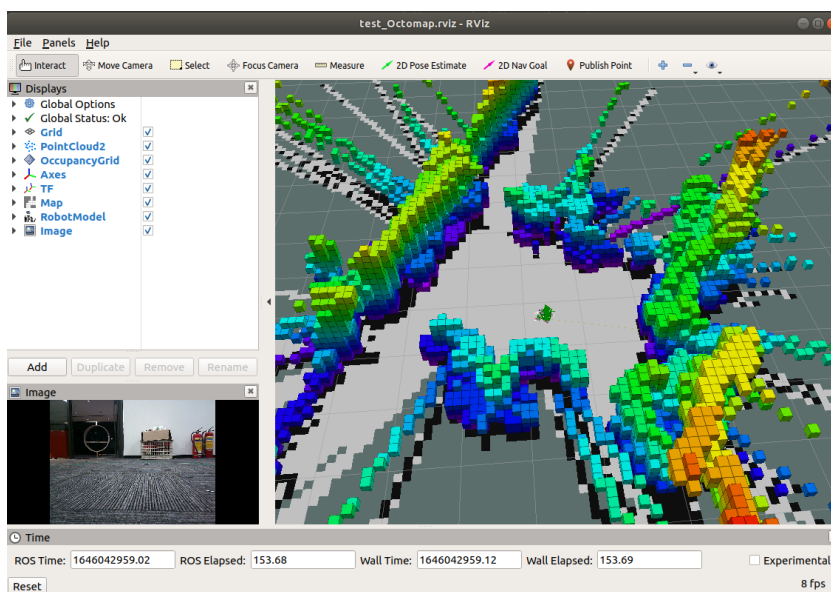 test_Octomap.rviz - RViz
File Panels Help
Interact Move Camera Select Focus Camera Measure 2D Pose Estimate 2D Nav Goal Publish Point
Displays
Global Options
Global Status: Ok
Grid
PointCloud2
OccupancyGrid
Axes
TF
Map
RobotModel
Image
Add Duplicate Remove Rename
Image
Time
ROS Time: 1646042959.02 ROS Elapsed: 153.68 Wall Time: 1646042959.12 Wall Elapsed: 153.69 Experimental
Reset 8 fps